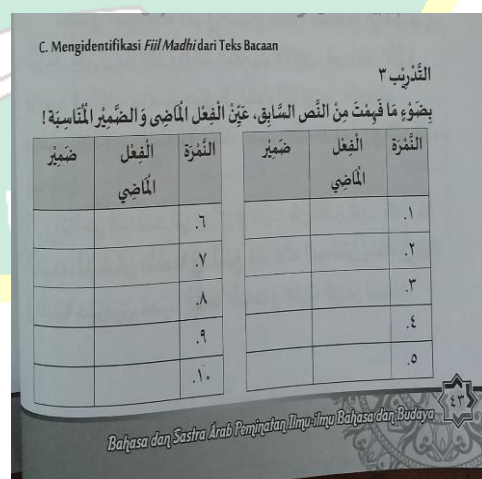 C. Mengidentifikasi Fiil Madhi dari Teks Bacaan
التَّدْرِيْب ٣
بِضَوْءِ مَا فَهِمْتَ مِنْ النَّص السَّابِق، عَيِّنْ الْفِعْل الْمَاضِى وَ الضَّمِيْر الْمُنَاسِبَة !
النَّمْرَة الْفِعْل الْمَاضِي ضَمِيْر النَّمْرَة الْفِعْل الْمَاضِي ضَمِيْر
١. ٦.
٢. ٧.
٣. ٨.
٤. ٩.
٥. ١٠.
٤٣
Bahasa dan Sastra Arab Peminatan Ilmu-ilmu Bahasa dan Budaya